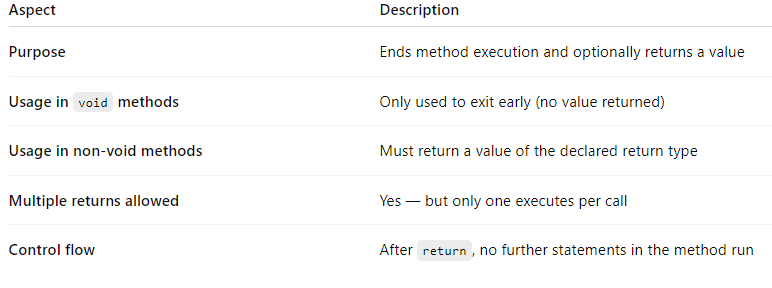 Aspect Description
Purpose Ends method execution and optionally returns a value
Usage in void methods Only used to exit early (no value returned)
Usage in non-void methods Must return a value of the declared return type
Multiple returns allowed Yes — but only one executes per call
Control flow After return, no further statements in the method run